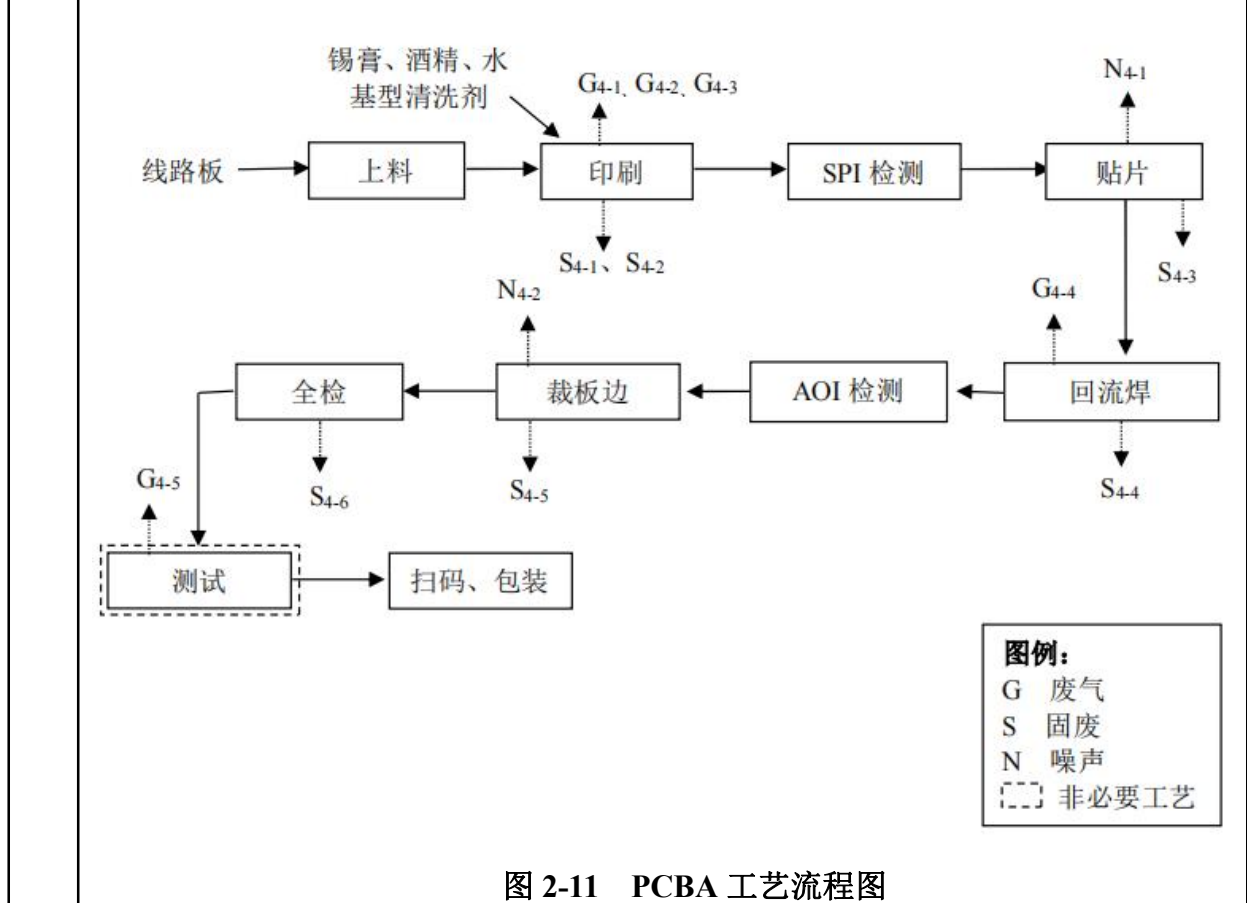 锡膏、酒精、水
基型清洗剂
G4-1、G4-2、G4-3
N4-1
线路板
上料
印刷
SPI 检测
贴片
S4-1、S4-2
S4-3
N4-2
G4-4
全检
裁板边
AOI 检测
回流焊
G4-5
S4-6
S4-5
S4-4
测试
扫码、包装
图例：
G 废气
S 固废
N 噪声
非必要工艺
图 2-11 PCBA 工艺流程图